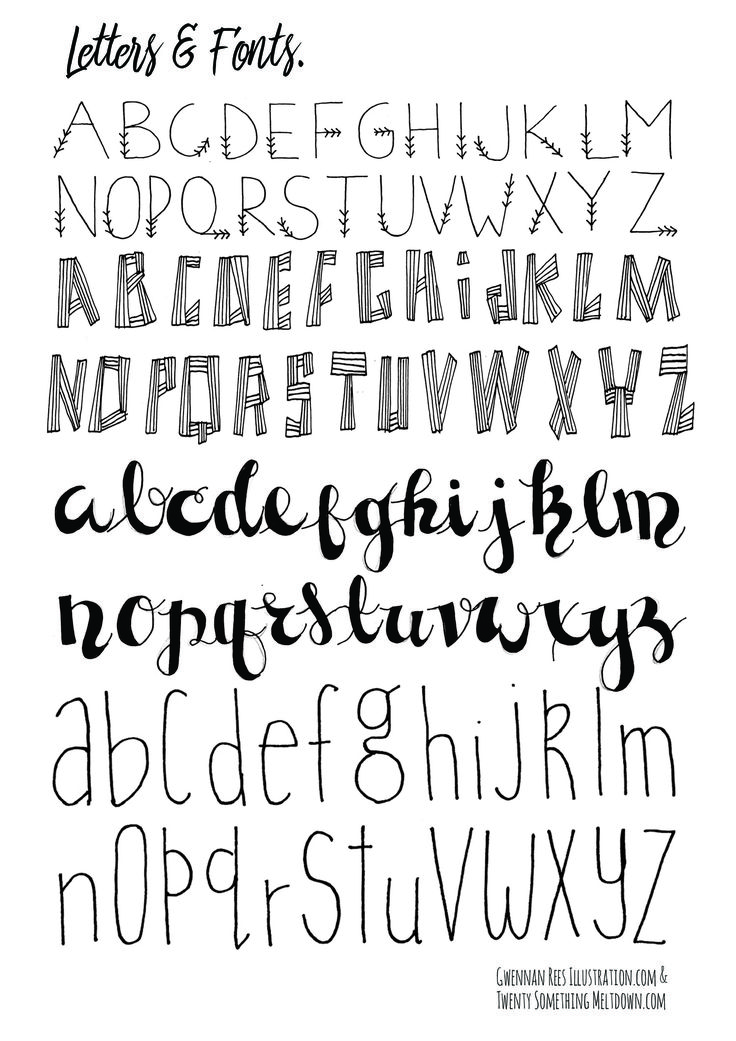 Letters & Fonts.
ABCDEFGHIJKLM
NOPQRSTUVWXYZ
ABCDEFGHiJKLM
NOPQRSTUVWXYZ
abcdefghijklm
nopqrstuvwxyz
abcdefghijklm
nopqrstuvwxyz
Gwennan Rees Illustration.com &
Twenty Something Meltdown.com